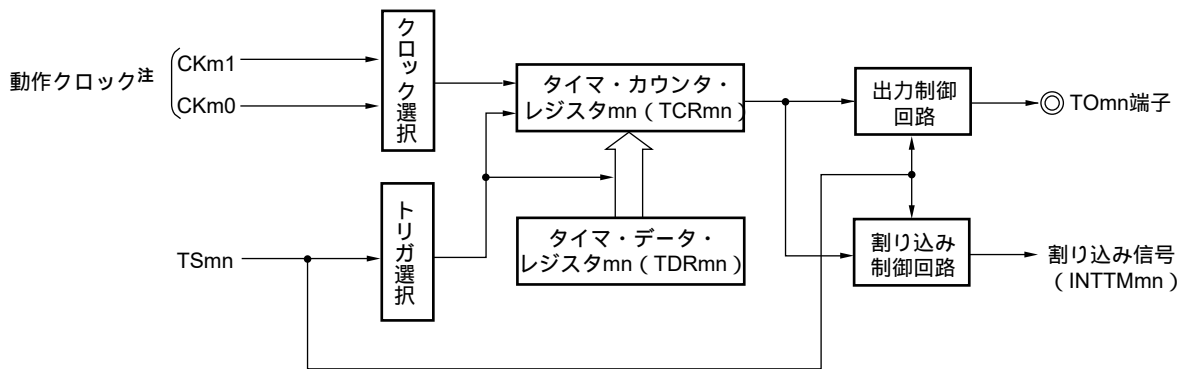 動作クロック注
CKm1
CKm0
クロック選択
タイマ・カウンタ・
レジスタmn（TCRmn）
出力制御
回路
TOmn端子
TSmn
トリガ選択
タイマ・データ・
レジスタmn（TDRmn）
割り込み
制御回路
割り込み信号
（INTTMmn）